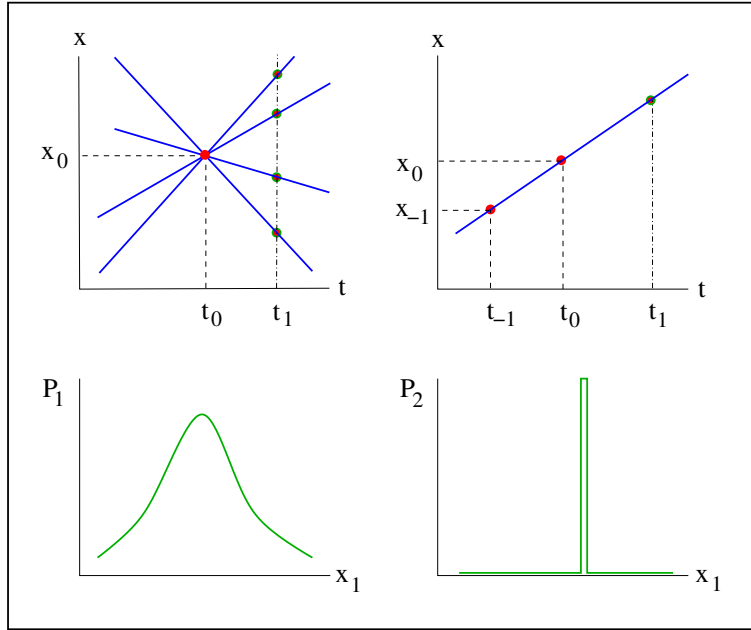 x
x₀
t
t₀
t₁
x
x₀
x₋₁
t
t₋₁
t₀
t₁
P₁
x₁
P₂
x₁